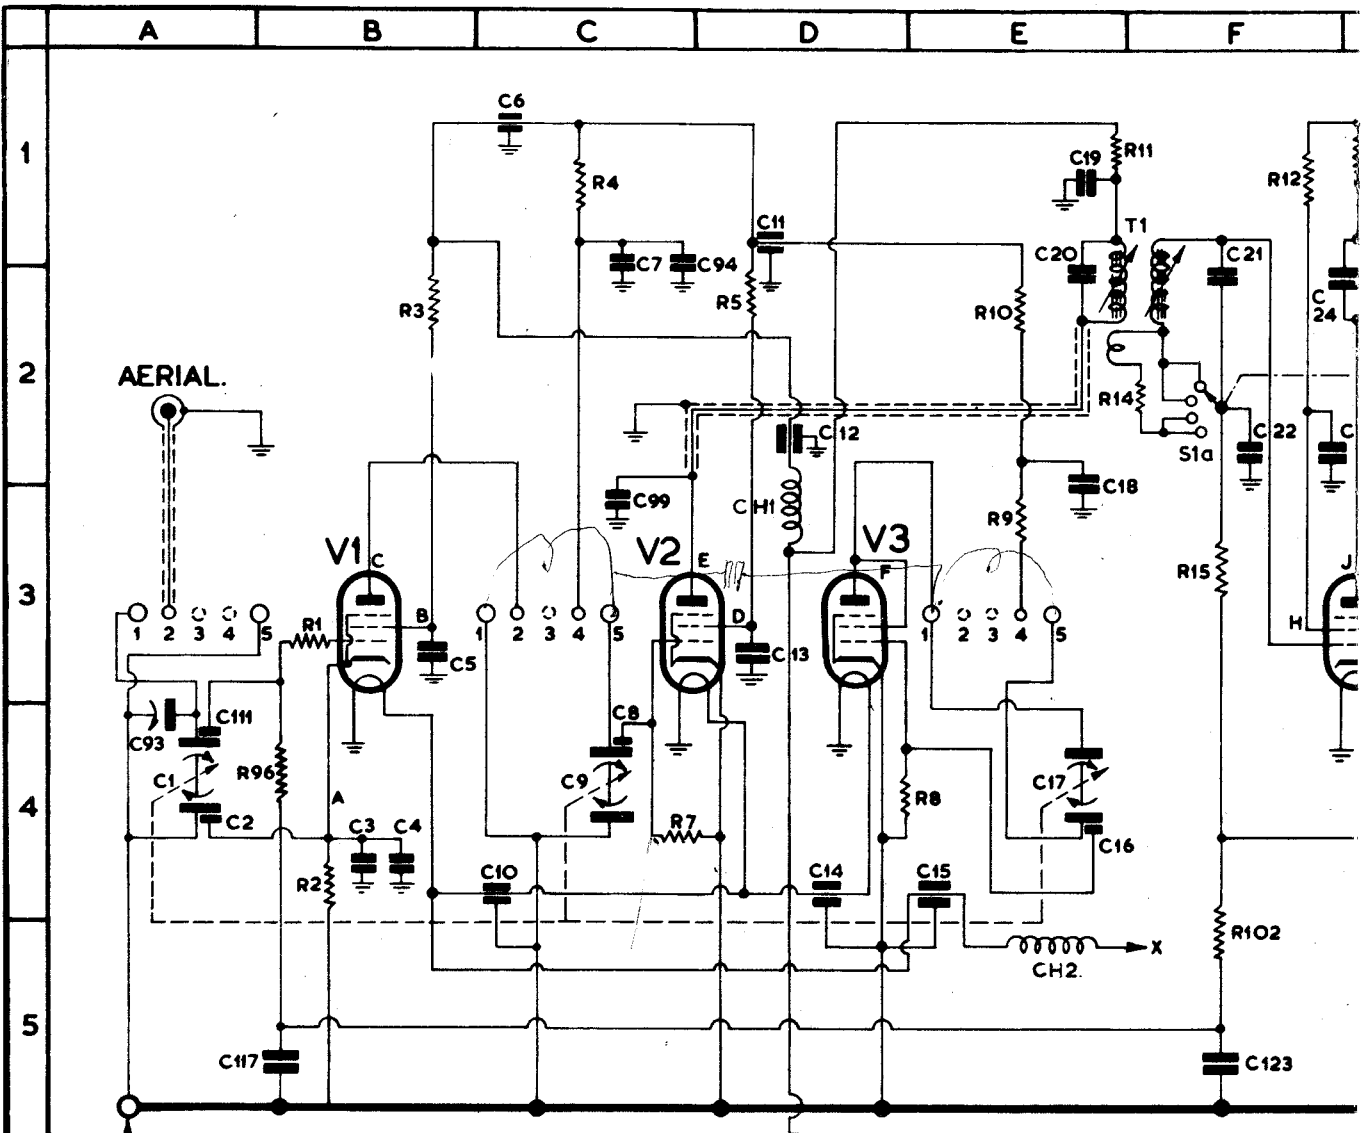 A B C D E F
1
C6
C19 R11
R4 R12
C11 T1
C7 C94 C20 C21
R3 R5 R10 C
24
2
AERIAL.
R14
C12 C22 C
S1a
C99 CH1 C18
R9
V1 C V2 E V3 F
3
R15 J
B D H
1 2 3 4 5 R1 1 2 3 4 5 1 2 3 4 5
C5 C13
C93 C111 C8
C1 R96 C9 C17
4
A R8
C2 C3 C4 R7 C16
R2 C10 C14 C15
R102
X
CH2.
5
C117 C123